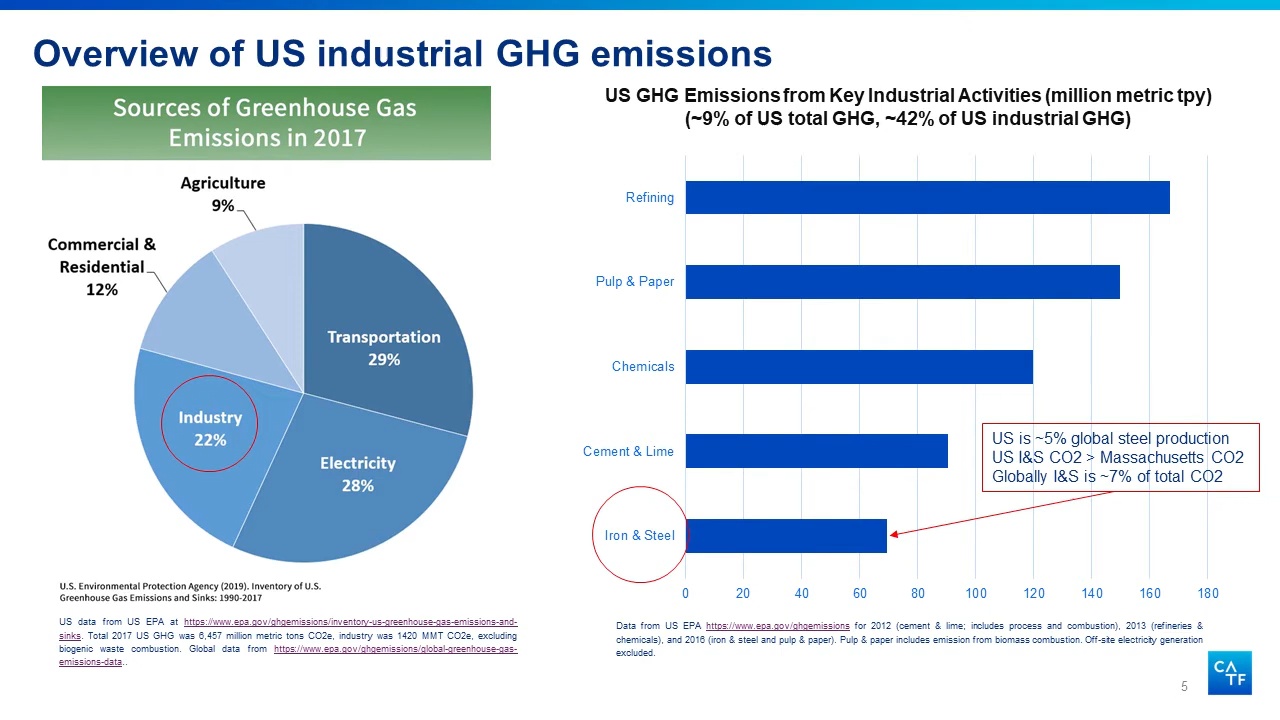 Overview of US industrial GHG emissions
Sources of Greenhouse Gas
Emissions in 2017
Agriculture
9%
Commercial &
Residential
12%
Transportation
29%
Industry
22%
Electricity
28%
U.S. Environmental Protection Agency (2019). Inventory of U.S.
Greenhouse Gas Emissions and Sinks: 1990-2017
US data from US EPA at https://www.epa.gov/ghgemissions/inventory-us-greenhouse-gas-emissions-and-
sinks. Total 2017 US GHG was 6,457 million metric tons CO2e, industry was 1420 MMT CO2e, excluding
biogenic waste combustion. Global data from https://www.epa.gov/ghgemissions/global-greenhouse-gas-
emissions-data..
US GHG Emissions from Key Industrial Activities (million metric tpy)
(~9% of US total GHG, ~42% of US industrial GHG)
Refining
Pulp & Paper
Chemicals
Cement & Lime
Iron & Steel
US is ~5% global steel production
US I&S CO2 > Massachusetts CO2
Globally I&S is ~7% of total CO2
0 20 40 60 80 100 120 140 160 180
Data from US EPA https://www.epa.gov/ghgemissions for 2012 (cement & lime; includes process and combustion), 2013 (refineries &
chemicals), and 2016 (iron & steel and pulp & paper). Pulp & paper includes emission from biomass combustion. Off-site electricity generation
excluded.
5
CA
TF